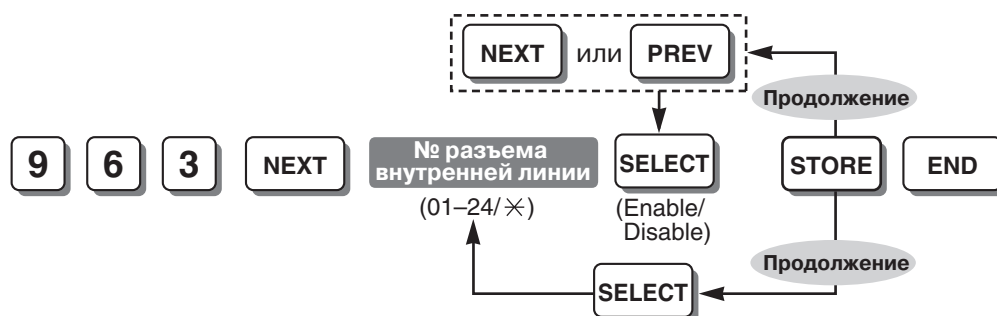 NEXT или PREV
Продолжение
9 6 3 NEXT № разъема внутренней линии SELECT STORE END
(01–24/✳)
(Enable/
Disable)
Продолжение
SELECT